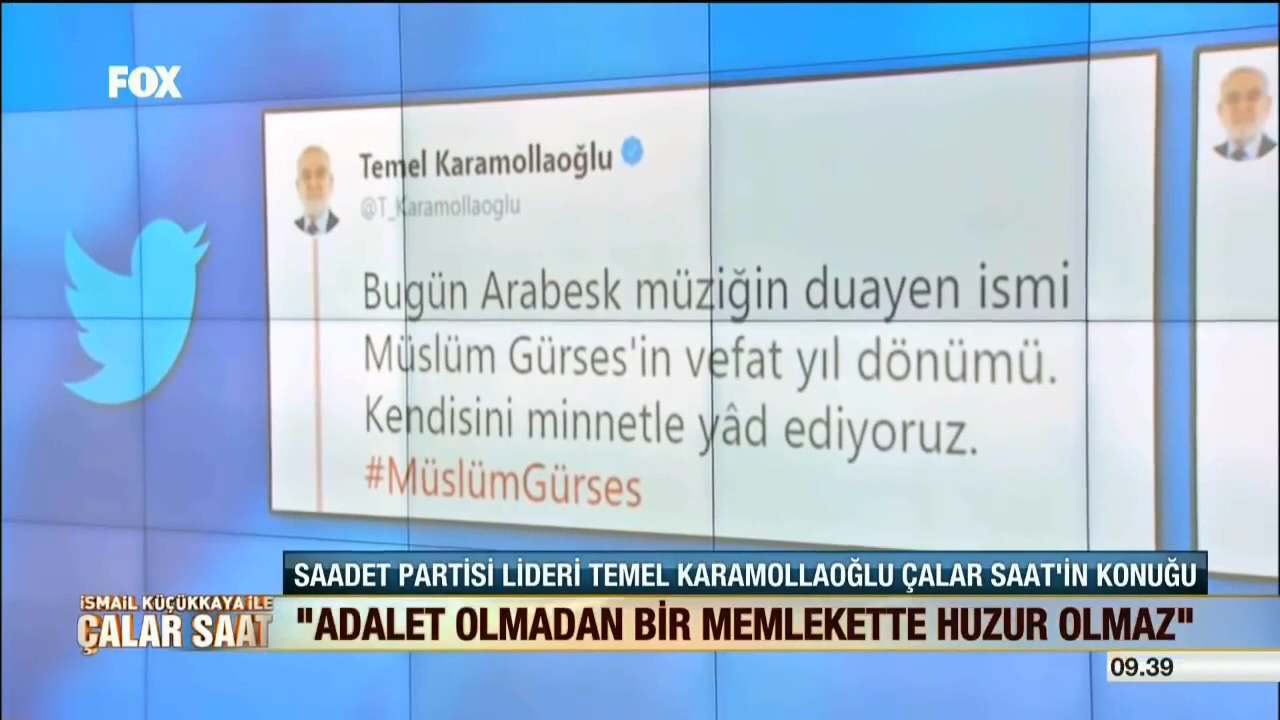 FOX
Temel Karamollaoğlu
@T_Karamollaoglu
Bugün Arabesk müziğin duayen ismi
Müslüm Gürses'in vefat yıl dönümü.
Kendisini minnetle yâd ediyoruz.
#MüslümGürses
SAADET PARTİSİ LİDERİ TEMEL KARAMOLLAOĞLU ÇALAR SAAT'İN KONUĞU
İSMAİL KÜÇÜKKAYA İLE
ÇALAR SAAT
"ADALET OLMADAN BİR MEMLEKETTE HUZUR OLMAZ"
09.39